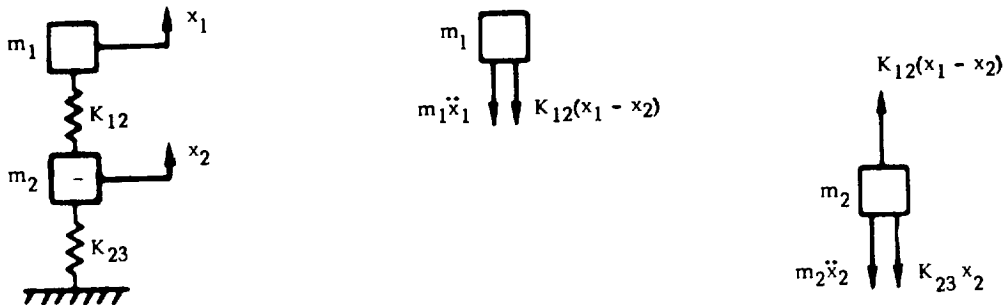 x₁
m₁
K₁₂
x₂
m₂
K₂₃
m₁
m₁ẍ₁ K₁₂(x₁ - x₂)
K₁₂(x₁ - x₂)
m₂
m₂ẍ₂ K₂₃ x₂